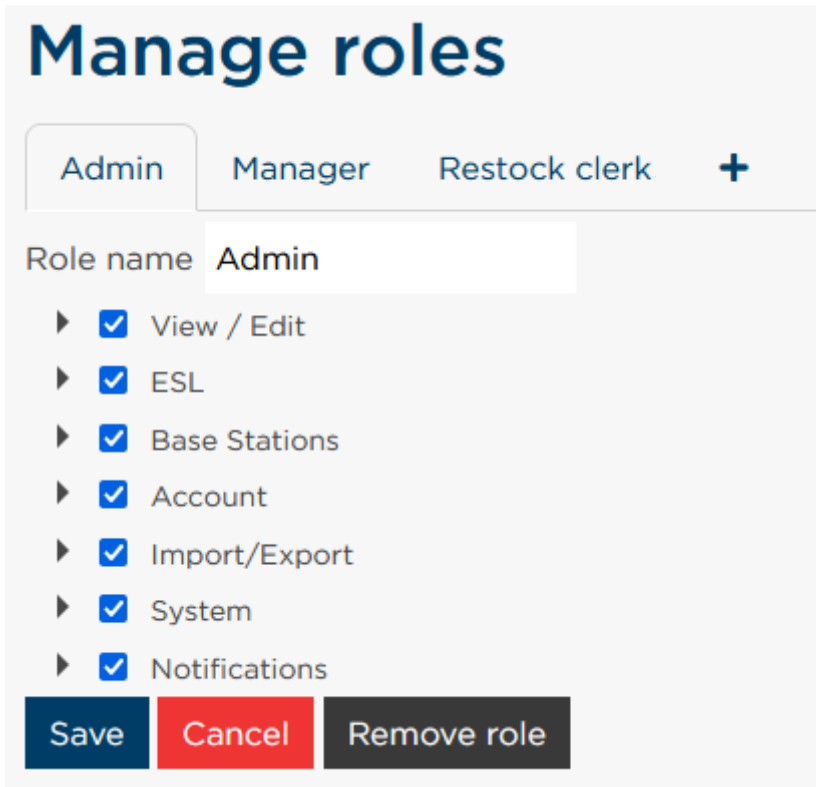 Manage roles
Admin Manager Restock clerk +
Role name Admin
View / Edit
ESL
Base Stations
Account
Import/Export
System
Notifications
Save Cancel Remove role